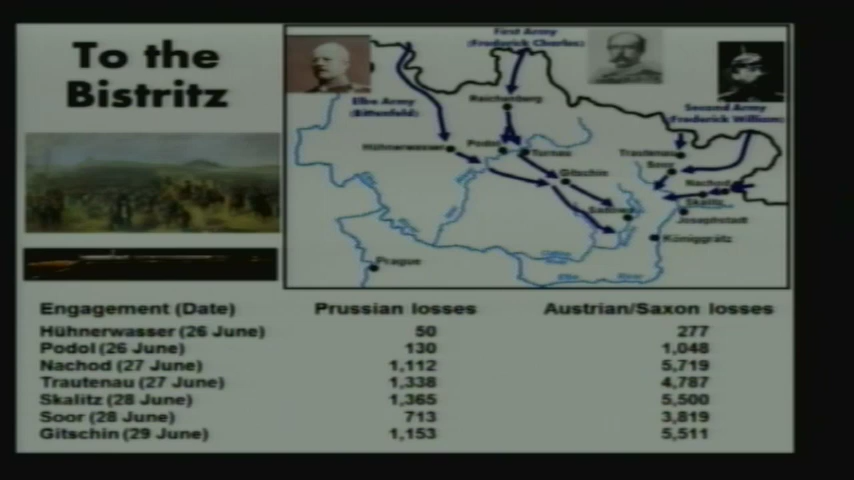 To the
Bistritz
First Army
(Frederick Charles)
Elbe Army
(Bittenfeld)
Second Army
(Frederick William)
Reichenberg
Hühnerwasser
Podol
Turnau
Trautenau
Soor
Gitschin
Nachod
Skalitz
Josephstadt
Königgrätz
Prague
Elbe River
Engagement (Date) Prussian losses Austrian/Saxon losses
Hühnerwasser (26 June) 50 277
Podol (26 June) 130 1,048
Nachod (27 June) 1,112 5,719
Trautenau (27 June) 1,338 4,787
Skalitz (28 June) 1,365 5,500
Soor (28 June) 713 3,819
Gitschin (29 June) 1,153 5,511